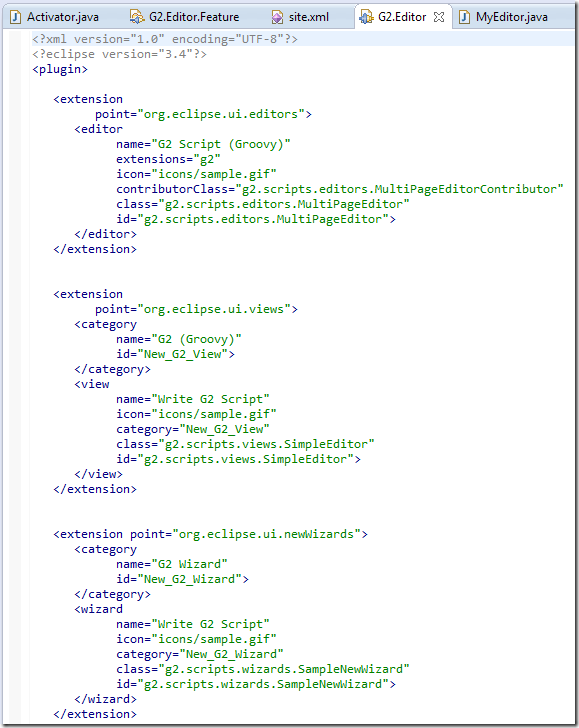 Activator.java G2.Editor.Feature site.xml G2.Editor MyEditor.java
<?xml version="1.0" encoding="UTF-8"?>
<?eclipse version="3.4"?>
<plugin>

   <extension
         point="org.eclipse.ui.editors">
      <editor
            name="G2 Script (Groovy)"
            extensions="g2"
            icon="icons/sample.gif"
            contributorClass="g2.scripts.editors.MultiPageEditorContributor"
            class="g2.scripts.editors.MultiPageEditor"
            id="g2.scripts.editors.MultiPageEditor">
      </editor>
   </extension>

   <extension
         point="org.eclipse.ui.views">
      <category
            name="G2 (Groovy)"
            id="New_G2_View">
      </category>
      <view
            name="Write G2 Script"
            icon="icons/sample.gif"
            category="New_G2_View"
            class="g2.scripts.views.SimpleEditor"
            id="g2.scripts.views.SimpleEditor">
      </view>
   </extension>

   <extension point="org.eclipse.ui.newWizards">
      <category
            name="G2 Wizard"
            id="New_G2_Wizard">
      </category>
      <wizard
            name="Write G2 Script"
            icon="icons/sample.gif"
            category="New_G2_Wizard"
            class="g2.scripts.wizards.SampleNewWizard"
            id="g2.scripts.wizards.SampleNewWizard">
      </wizard>
   </extension>